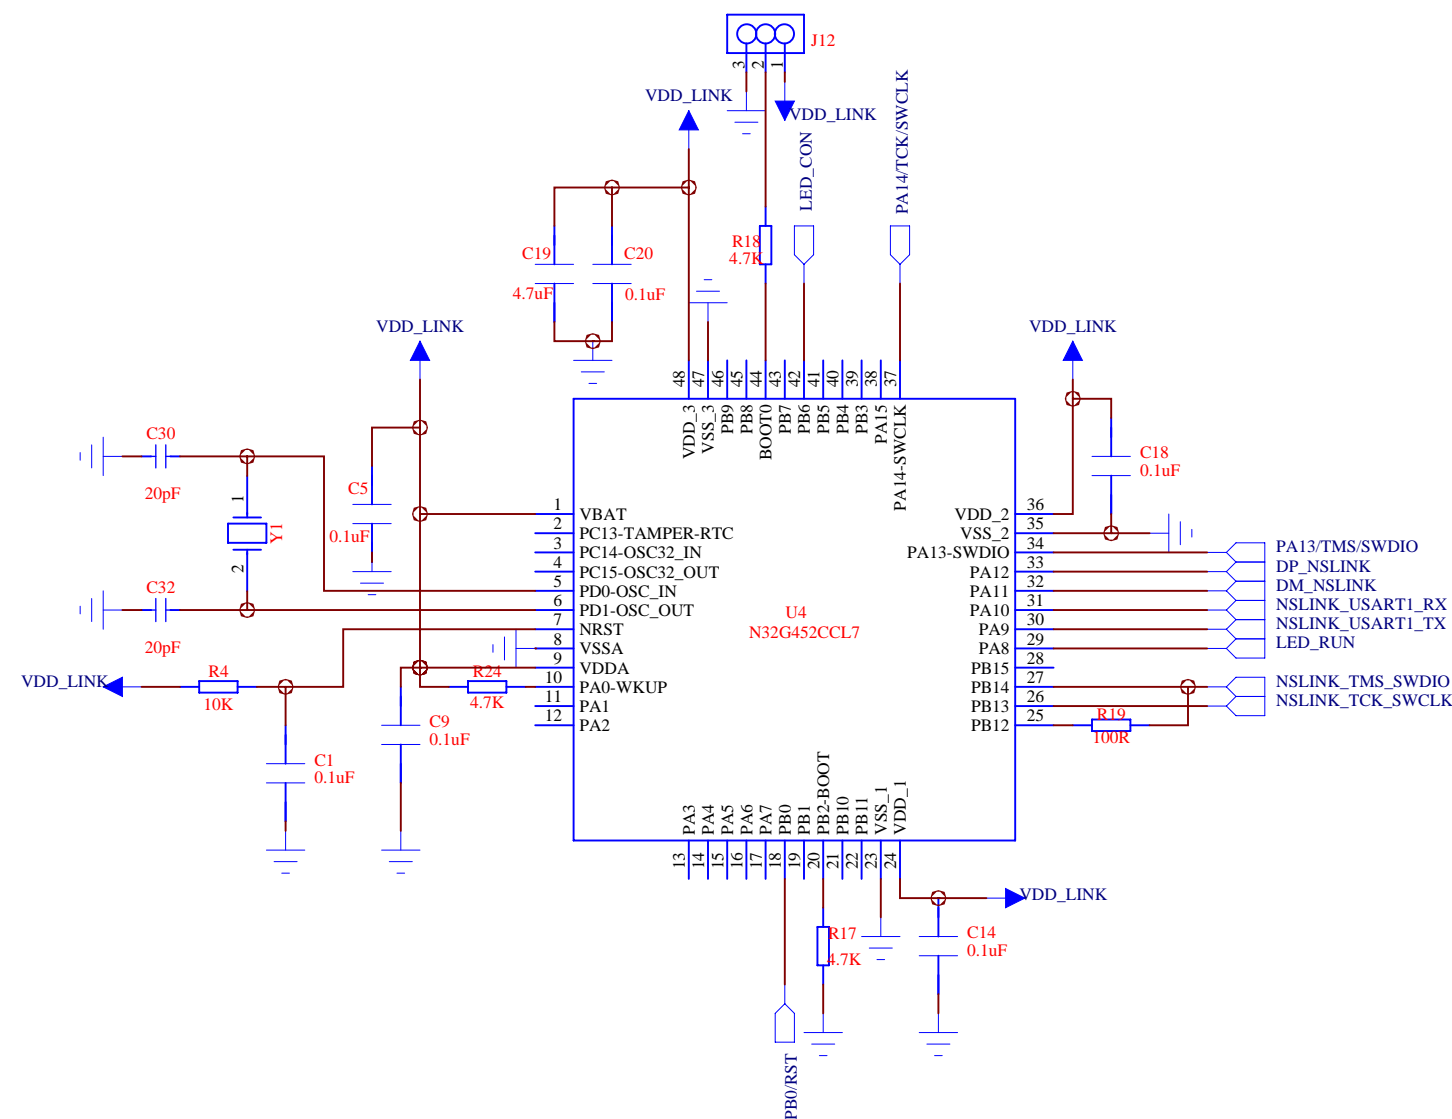 J12
3
2
1
VDD_LINK
VDD_LINK
LED_CON
PA14/TCK/SWCLK
C19
4.7uF
C20
0.1uF
R18
4.7K
VDD_LINK
VDD_LINK
C30
20pF
C5
0.1uF
1
Y1
2
C32
20pF
VDD_LINK
R4
10K
C1
0.1uF
C9
0.1uF
R24
4.7K
48
47
46
45
44
43
42
41
40
39
38
37
VDD_3
VSS_3
PB9
PB8
BOOT0
PB7
PB6
PB5
PB4
PB3
PA15
PA14-SWCLK
1 VBAT
2 PC13-TAMPER-RTC
3 PC14-OSC32_IN
4 PC15-OSC32_OUT
5 PD0-OSC_IN
6 PD1-OSC_OUT
7 NRST
8 VSSA
9 VDDA
10 PA0-WKUP
11 PA1
12 PA2
U4
N32G452CCL7
C18
0.1uF
VDD_2 36
VSS_2 35
PA13-SWDIO 34 PA13/TMS/SWDIO
PA12 33 DP_NSLINK
PA11 32 DM_NSLINK
PA10 31 NSLINK_USART1_RX
PA9 30 NSLINK_USART1_TX
PA8 29 LED_RUN
PB15 28
PB14 27 NSLINK_TMS_SWDIO
PB13 26 NSLINK_TCK_SWCLK
PB12 25
R19
100R
PA3
PA4
PA5
PA6
PA7
PB0
PB1
PB2-BOOT
PB10
PB11
VSS_1
VDD_1
13
14
15
16
17
18
19
20
21
22
23
24
VDD_LINK
R17
4.7K
C14
0.1uF
PB0/RST